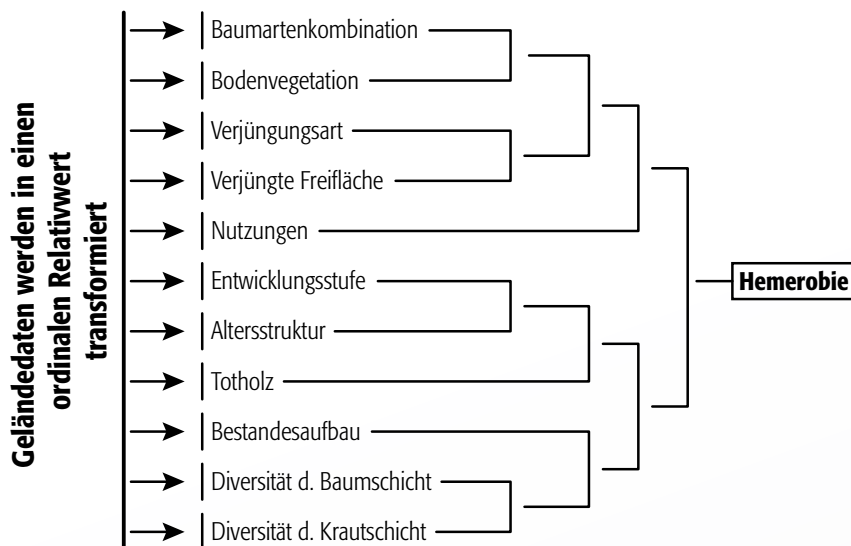 Geländedaten werden in einen
ordinalen Relativwert
transformiert
Baumartenkombination
Bodenvegetation
Verjüngungsart
Verjüngte Freifläche
Nutzungen
Entwicklungsstufe
Altersstruktur
Totholz
Bestandesaufbau
Diversität d. Baumschicht
Diversität d. Krautschicht
Hemerobie